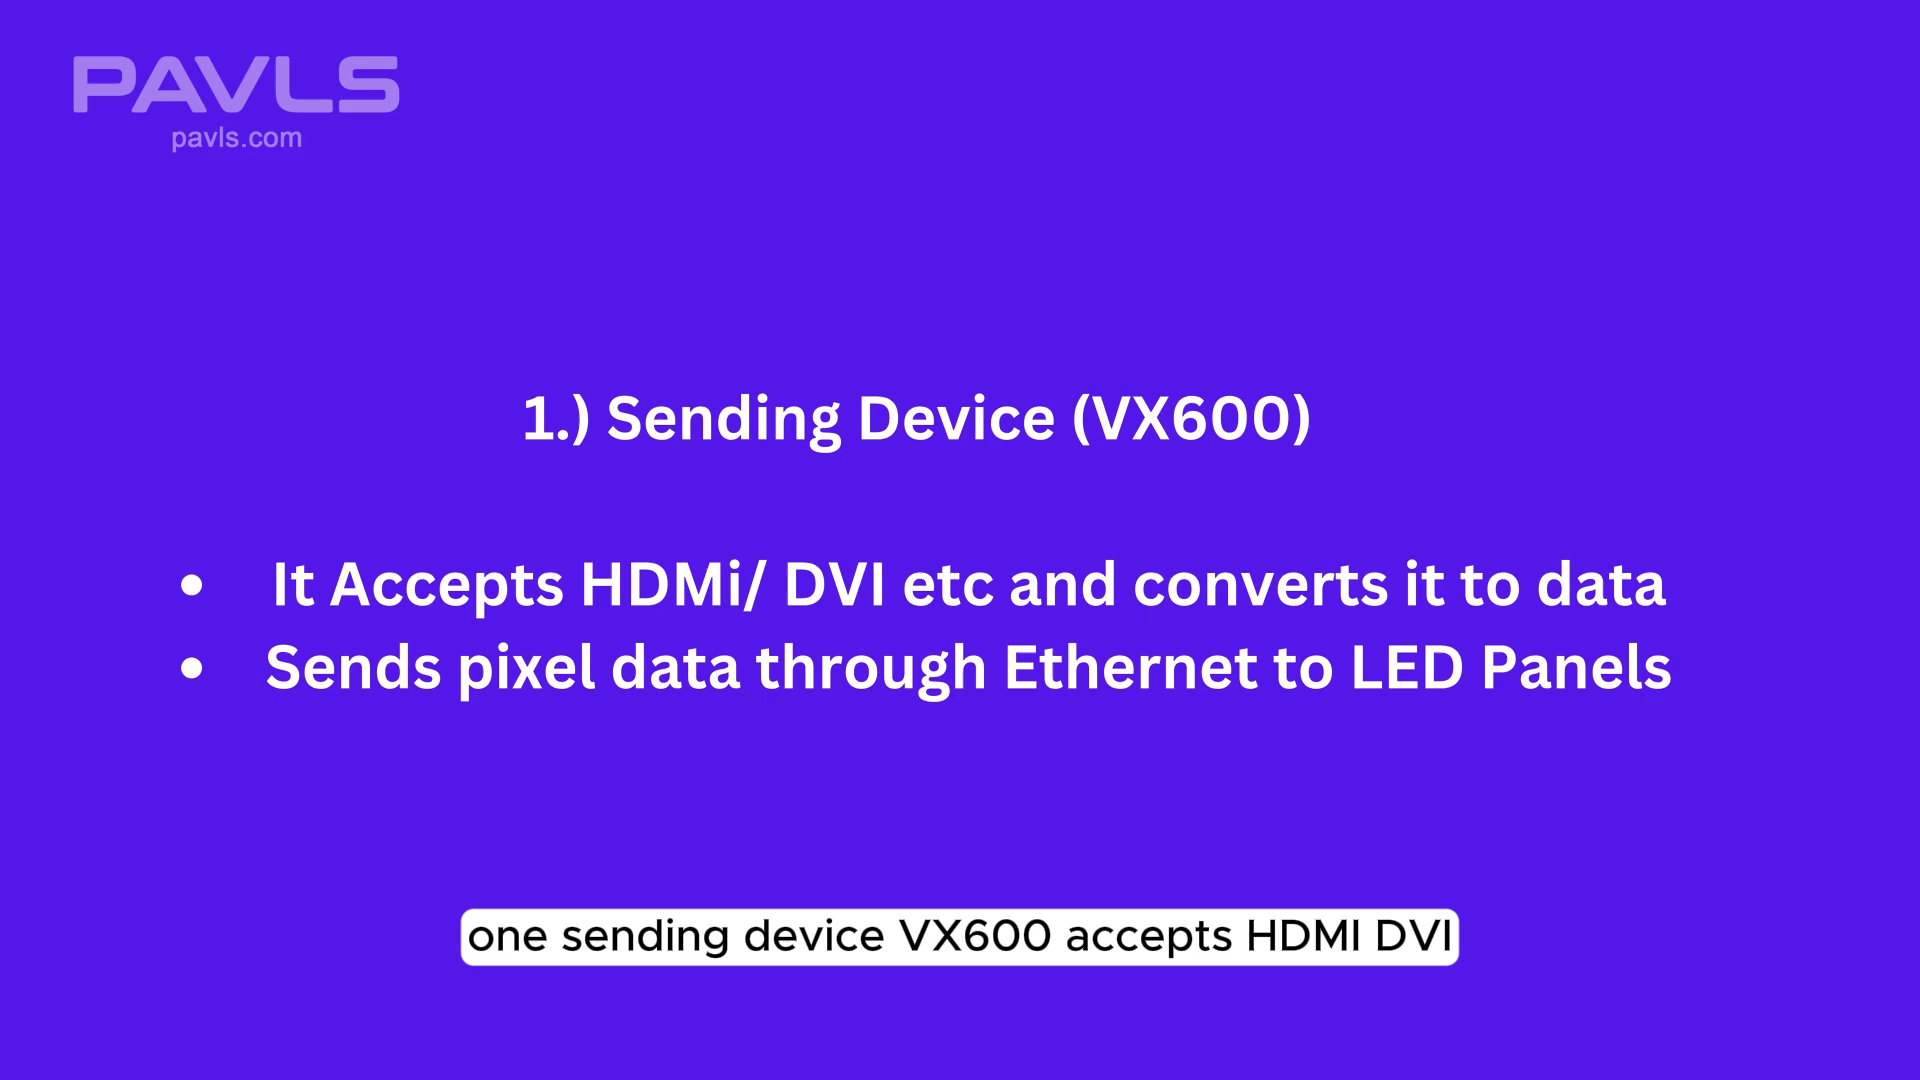 PAVLS
pavls.com
1.) Sending Device (VX600)
• It Accepts HDMi/ DVI etc and converts it to data
• Sends pixel data through Ethernet to LED Panels
one sending device VX600 accepts HDMI DVI